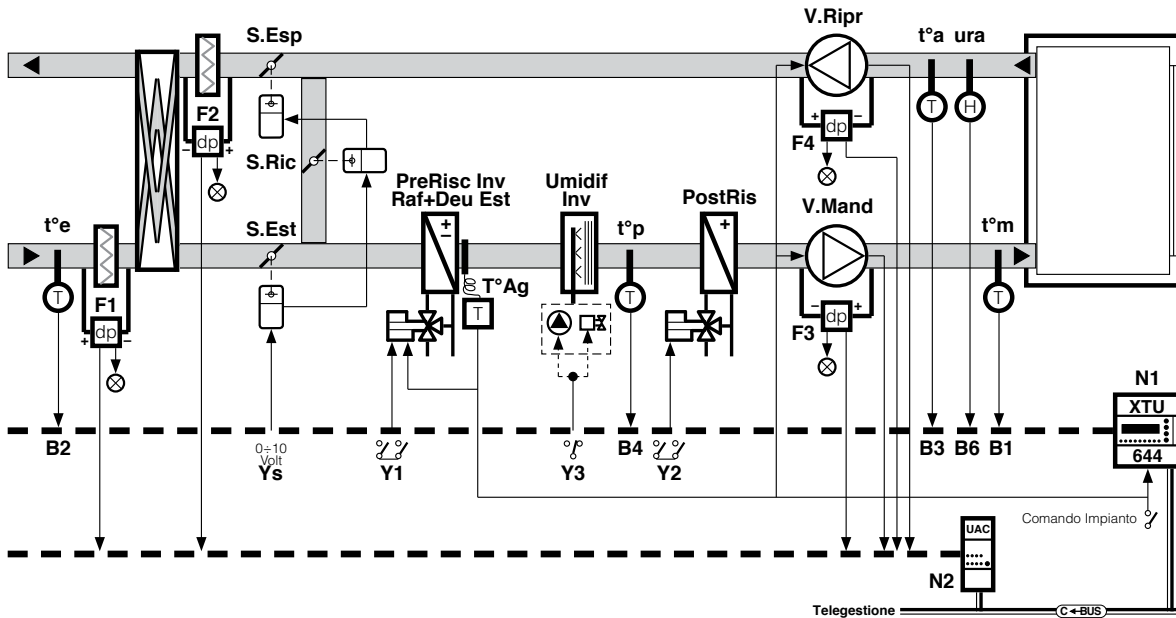 V.Ripr
S.Esp
t°a ura
T
H
F2
- dp +
+ dp -
F4
S.Ric
PreRisc Inv
Raf+Deu Est
Umidif
Inv
PostRis
V.Mand
t°e
S.Est
t°p
t°m
+
-
+
T°Ag
T
F1
+ dp -
T
T
- dp +
F3
T
N1
XTU
644
0÷10
Volt
B2
Ys
Y1
Y3
B4
Y2
B3
B6
B1
Comando Impianto
UAC
N2
Telegestione
C BUS